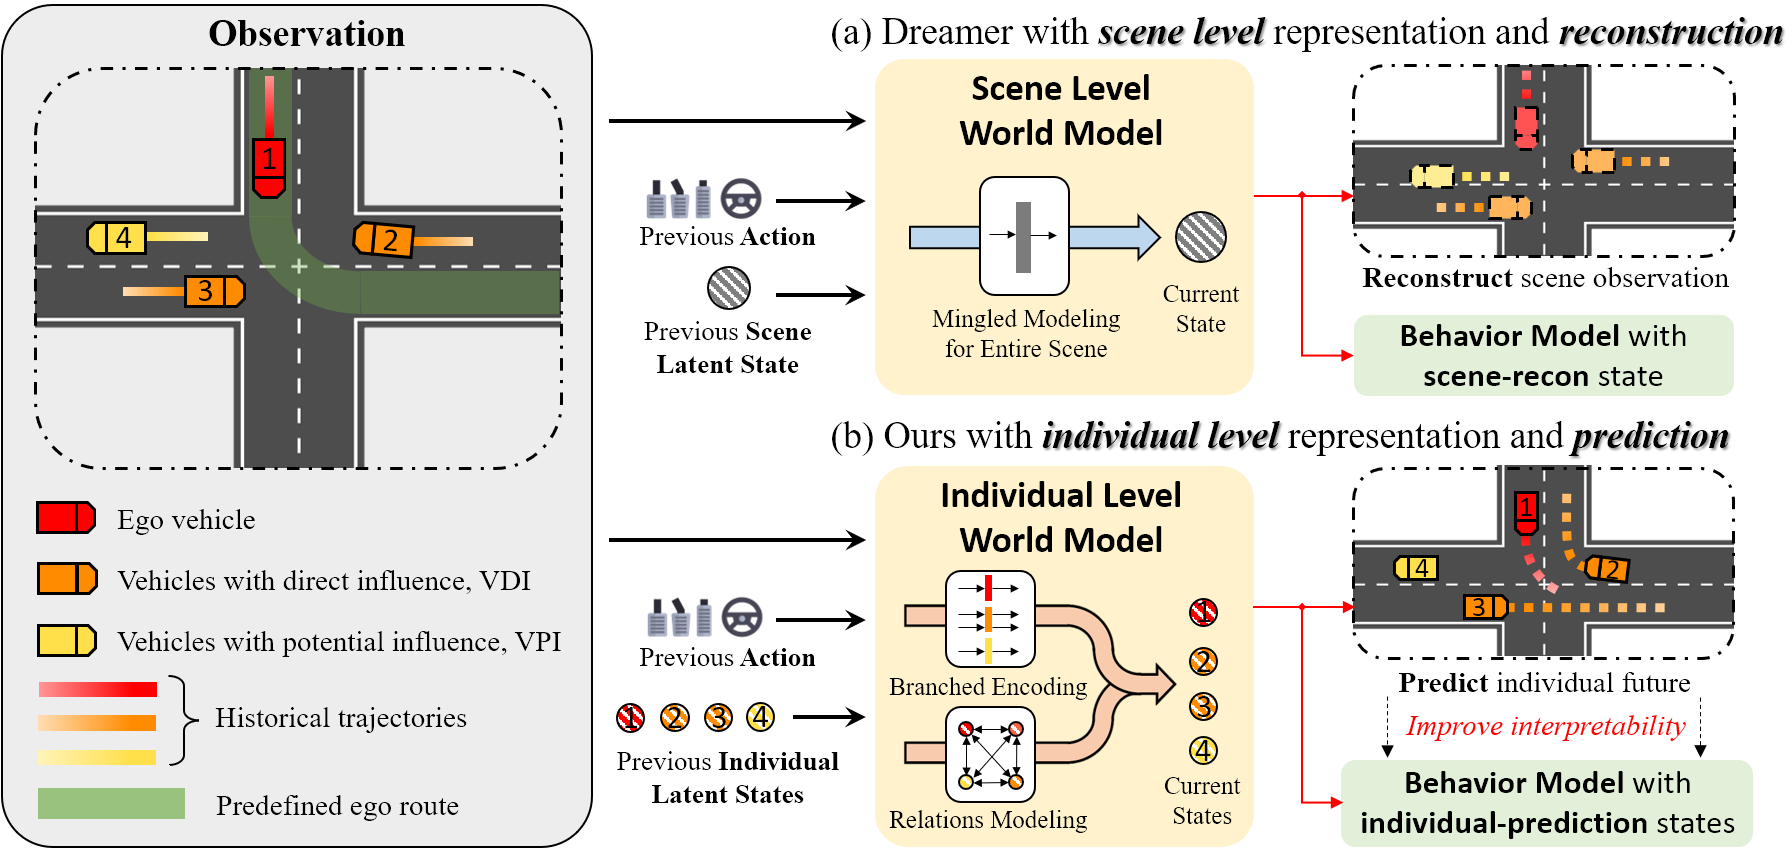 Observation
1
2
3
4
Ego vehicle
Vehicles with direct influence, VDI
Vehicles with potential influence, VPI
Historical trajectories
Predefined ego route
(a) Dreamer with scene level representation and reconstruction
Previous Action
Previous Scene
Latent State
Scene Level
World Model
Mingled Modeling
for Entire Scene
Current
State
Reconstruct scene observation
Behavior Model with
scene-recon state
(b) Ours with individual level representation and prediction
Previous Action
1 2 3 4
Previous Individual
Latent States
Individual Level
World Model
Branched Encoding
Relations Modeling
1
2
3
4
Current
States
1
2
4
3
Predict individual future
Improve interpretability
Behavior Model with
individual-prediction states